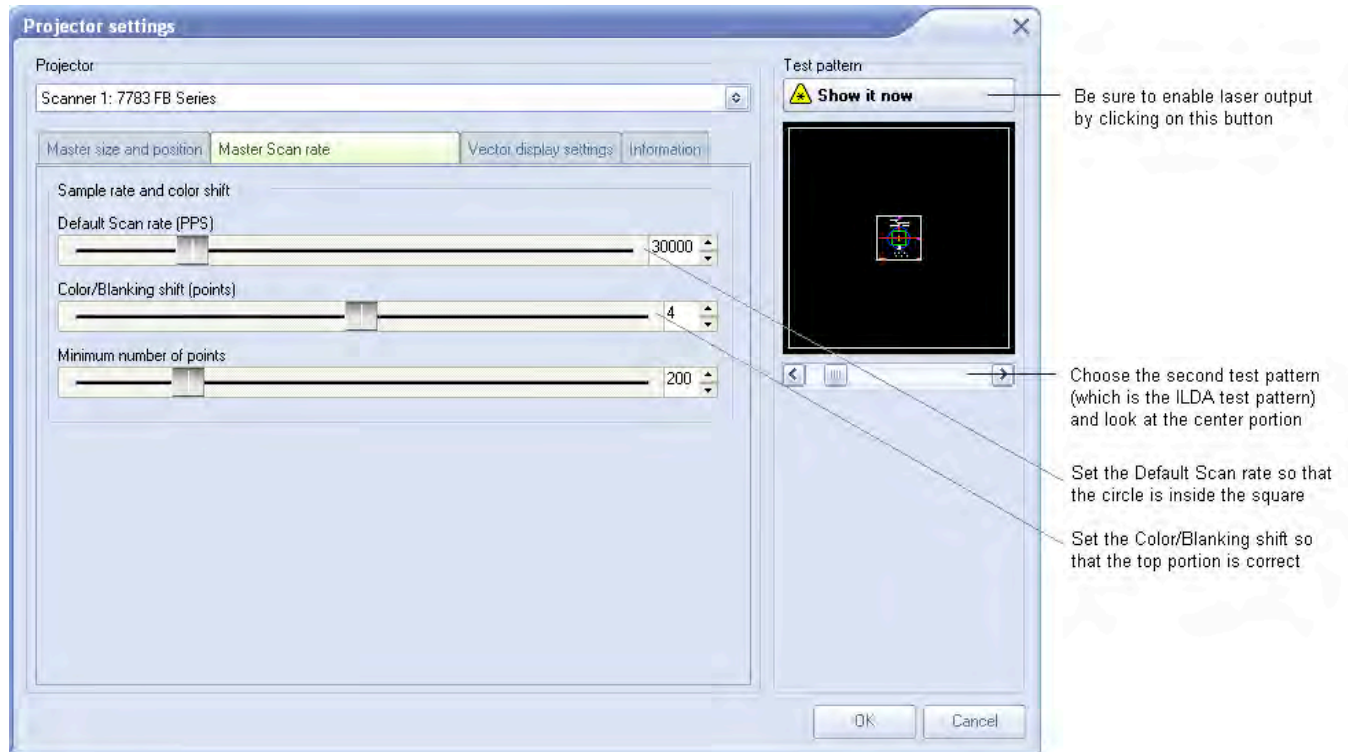 Projector settings
Projector
Scanner 1: 7783 FB Series
Master size and position
Master Scan rate
Vector display settings
Information
Sample rate and color shift
Default Scan rate (PPS)
30000
Color/Blanking shift (points)
4
Minimum number of points
200
Test pattern
Show it now
OK
Cancel
Be sure to enable laser output
by clicking on this button
Choose the second test pattern
(which is the ILDA test pattern)
and look at the center portion
Set the Default Scan rate so that
the circle is inside the square
Set the Color/Blanking shift so
that the top portion is correct